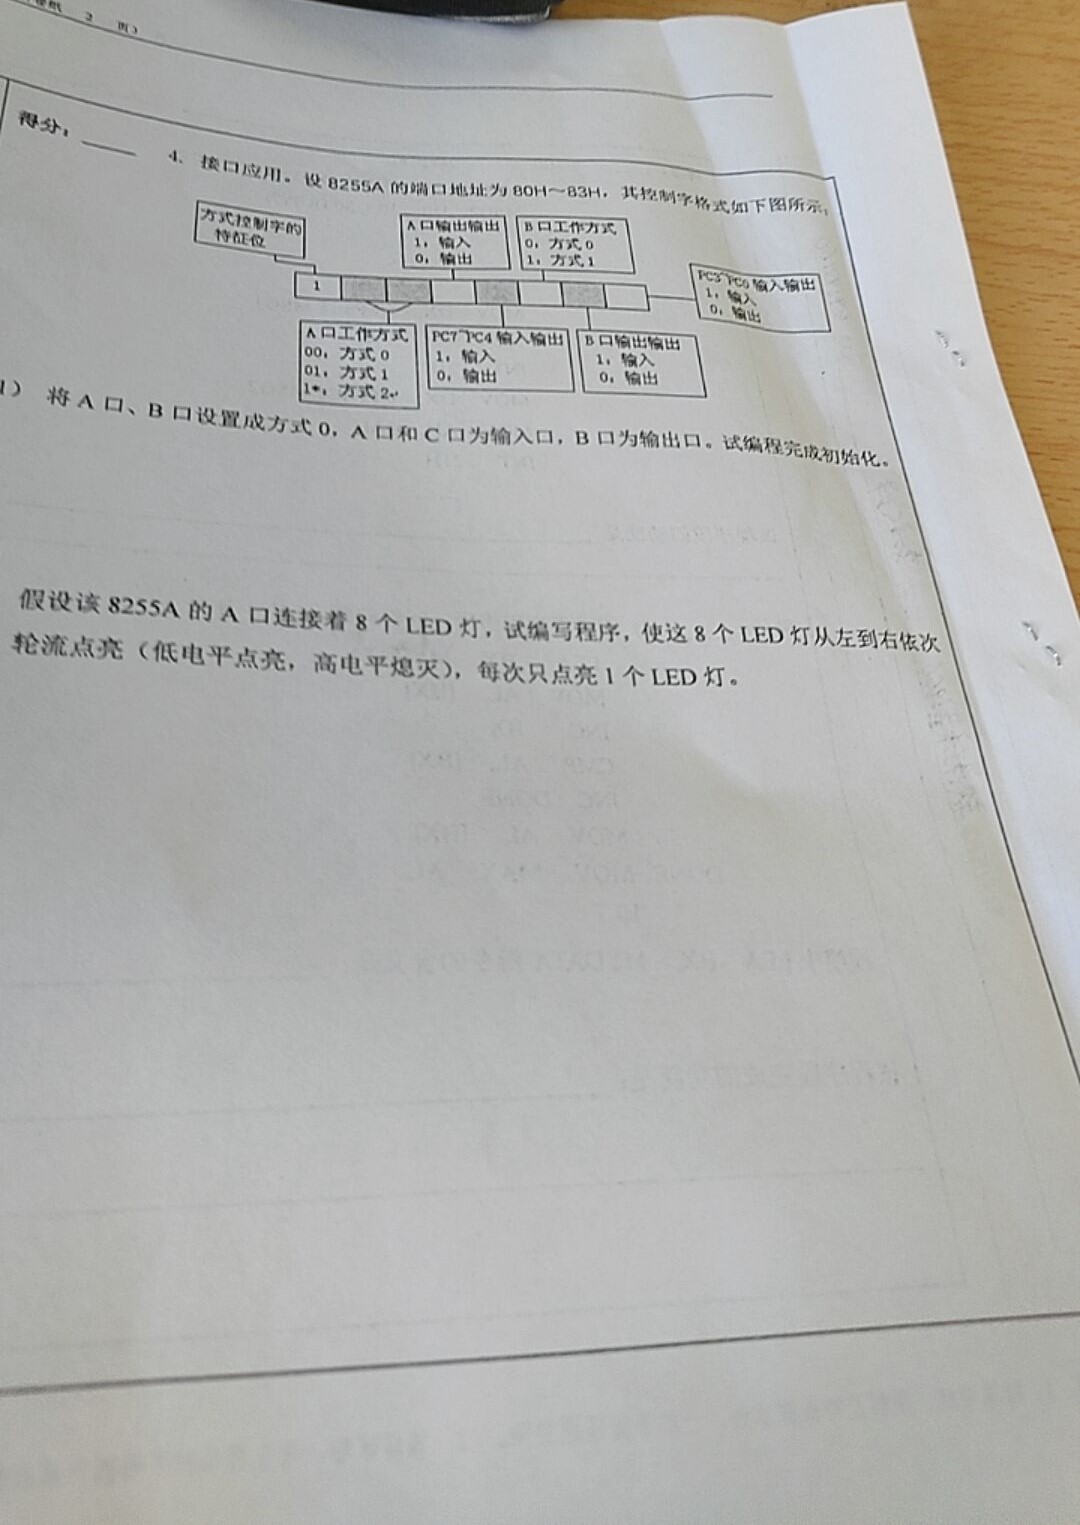 2 页)
得分:
4. 接口应用。设 8255A 的端口地址为 80H～83H，其控制字格式如下图所示，
方式控制字的
特征位
A 口输出输出
1，输入
0，输出
B 口工作方式
0，方式 0
1，方式 1
PC3~PC0 输入输出
1，输入
0，输出
1
A 口工作方式
00，方式 0
01，方式 1
1*，方式 2
PC7~PC4 输入输出
1，输入
0，输出
B 口输出输出
1，输入
0，输出
1） 将 A 口、B 口设置成方式 0，A 口和 C 口为输入口，B 口为输出口。试编程完成初始化。
假设该 8255A 的 A 口连接着 8 个 LED 灯，试编写程序，使这 8 个 LED 灯从左到右依次
轮流点亮（低电平点亮，高电平熄灭），每次只点亮 1 个 LED 灯。